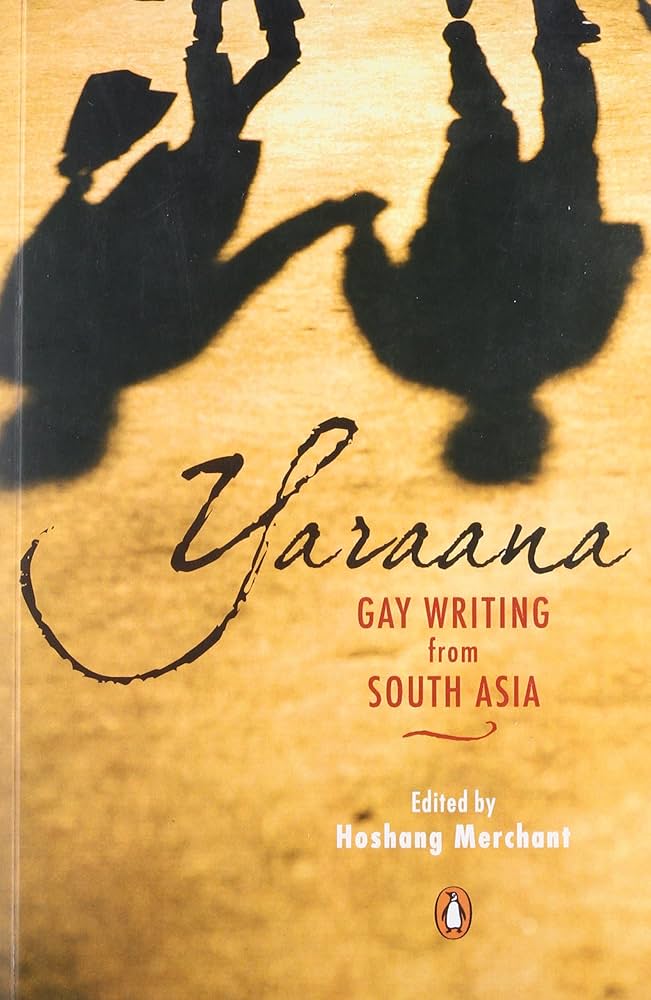 Yaraana
GAY WRITING
from
SOUTH ASIA
Edited by
Hoshang Merchant